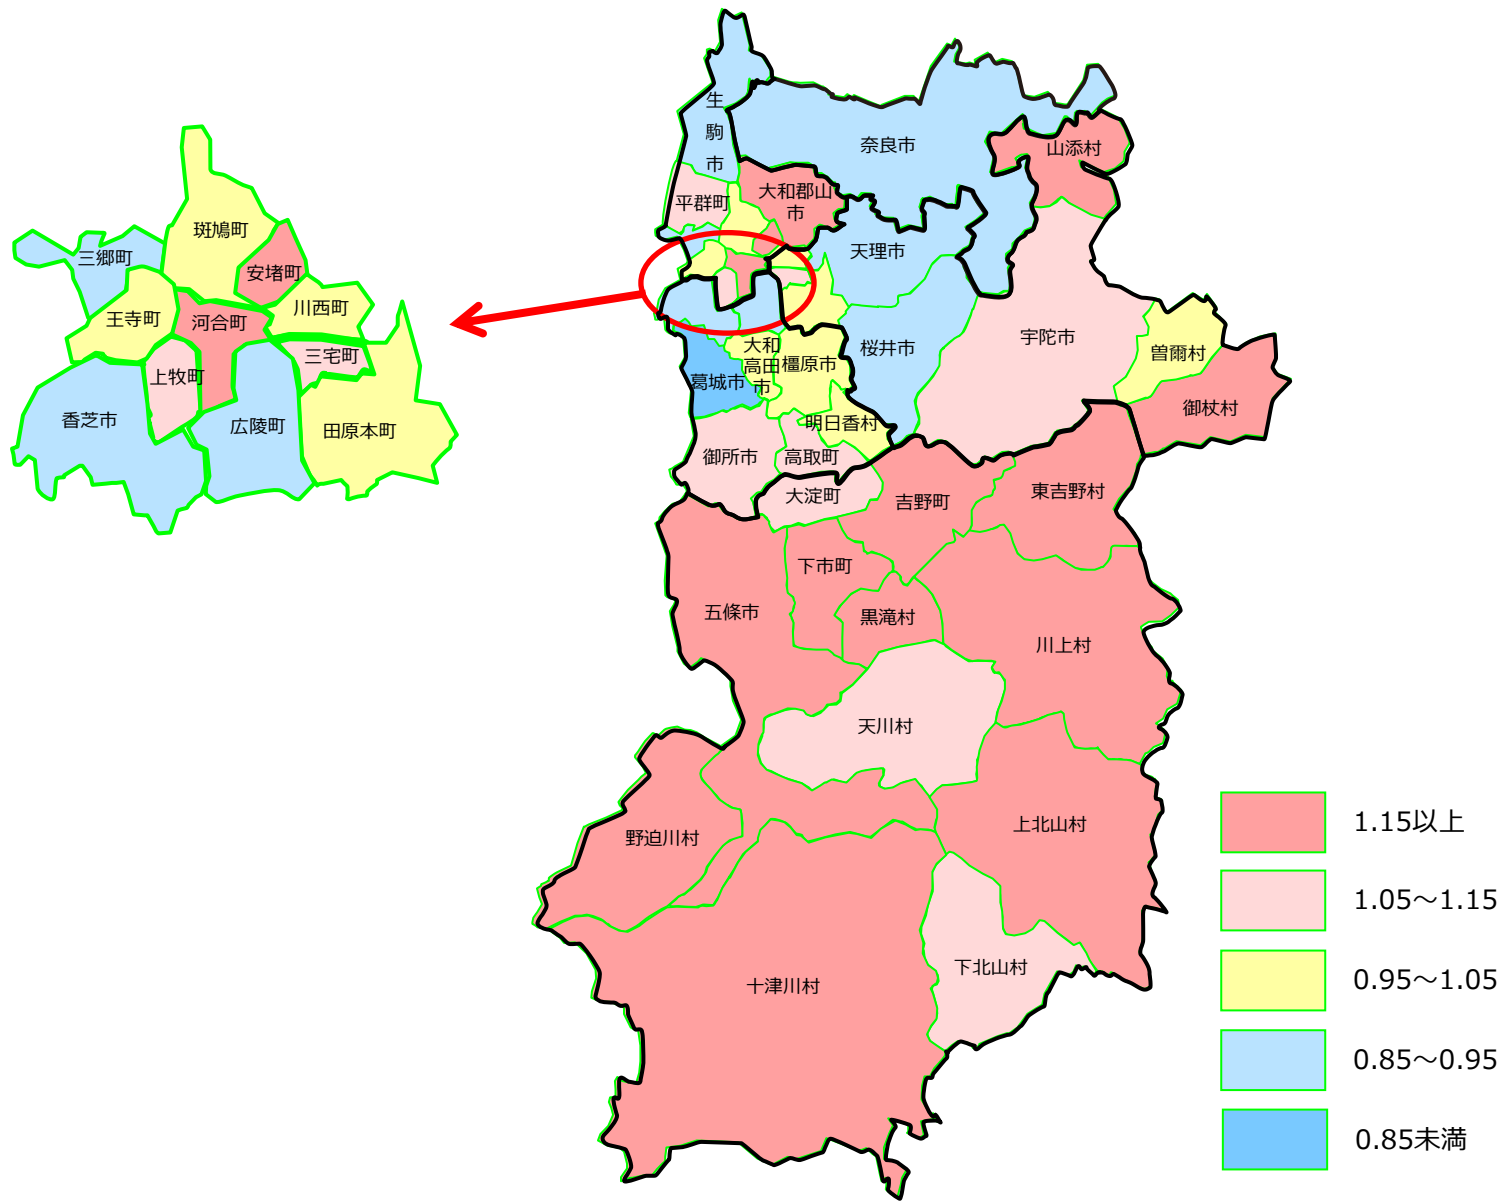 生
駒
市
奈良市
山添村
平群町
大和郡山
市
天理市
斑鳩町
三郷町
安堵町
川西町
王寺町
河合町
三宅町
上牧町
香芝市
広陵町
田原本町
宇陀市
曽爾村
御杖村
大和
高田
市
橿原市
桜井市
葛城市
明日香村
御所市
高取町
大淀町
吉野町
東吉野村
下市町
五條市
黒滝村
川上村
天川村
野迫川村
上北山村
下北山村
十津川村
1.15以上
1.05～1.15
0.95～1.05
0.85～0.95
0.85未満